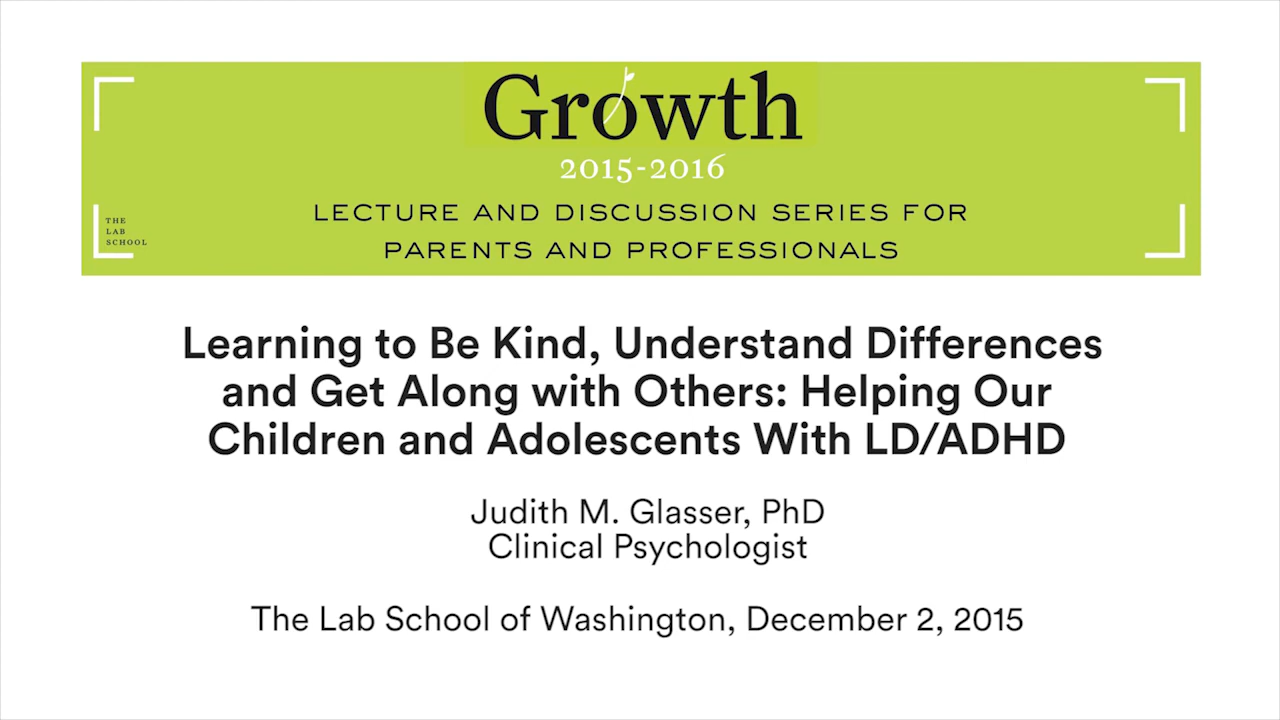 Growth
2015-2016
LECTURE AND DISCUSSION SERIES FOR
PARENTS AND PROFESSIONALS
THE
LAB
SCHOOL
Learning to Be Kind, Understand Differences
and Get Along with Others: Helping Our
Children and Adolescents With LD/ADHD
Judith M. Glasser, PhD
Clinical Psychologist
The Lab School of Washington, December 2, 2015